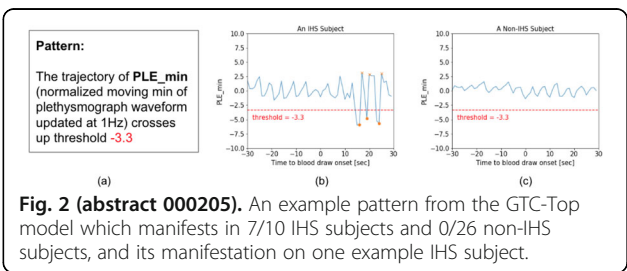 Pattern:
The trajectory of PLE_min
(normalized moving min of
plethysmograph waveform
updated at 1Hz) crosses
up threshold -3.3
(a)
An IHS Subject
10.0
7.5
5.0
2.5
0.0
−2.5
−5.0
−7.5
−10.0
PLE_min
threshold = -3.3
−30 −20 −10 0 10 20 30
Time to blood draw onset [sec]
(b)
A Non-IHS Subject
10.0
7.5
5.0
2.5
0.0
−2.5
−5.0
−7.5
−10.0
PLE_min
threshold = -3.3
−30 −20 −10 0 10 20 30
Time to blood draw onset [sec]
(c)
Fig. 2 (abstract 000205). An example pattern from the GTC-Top
model which manifests in 7/10 IHS subjects and 0/26 non-IHS
subjects, and its manifestation on one example IHS subject.